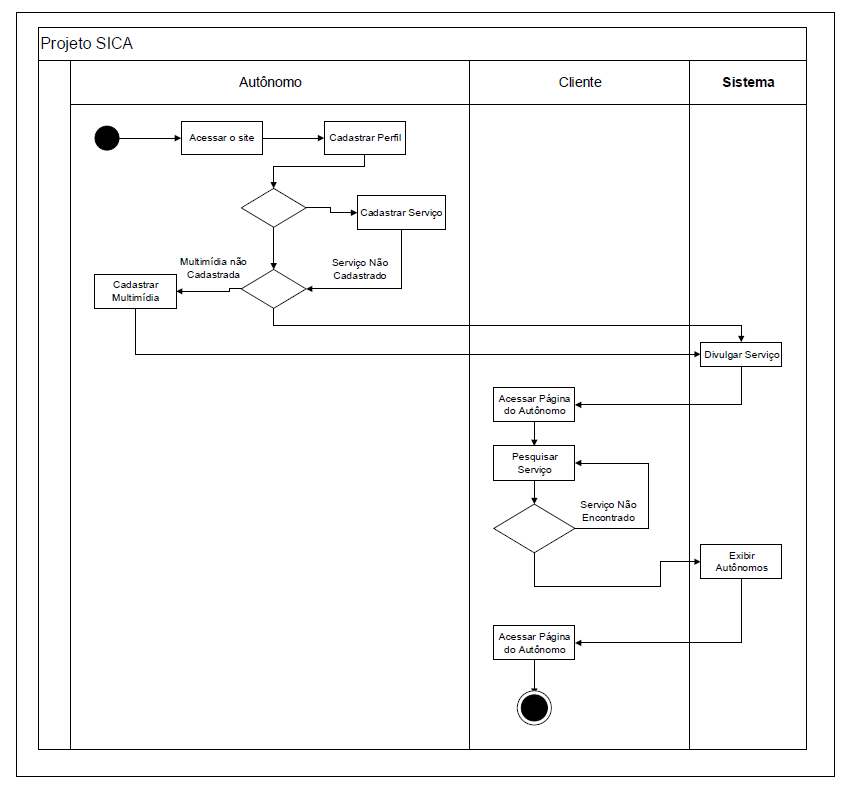 Projeto SICA
Autônomo
Cliente
Sistema
Acessar o site
Cadastrar Perfil
Cadastrar Serviço
Multimídia não
Cadastrada
Serviço Não
Cadastrado
Cadastrar
Multimídia
Divulgar Serviço
Acessar Página
do Autônomo
Pesquisar
Serviço
Serviço Não
Encontrado
Exibir
Autônomos
Acessar Página
do Autônomo